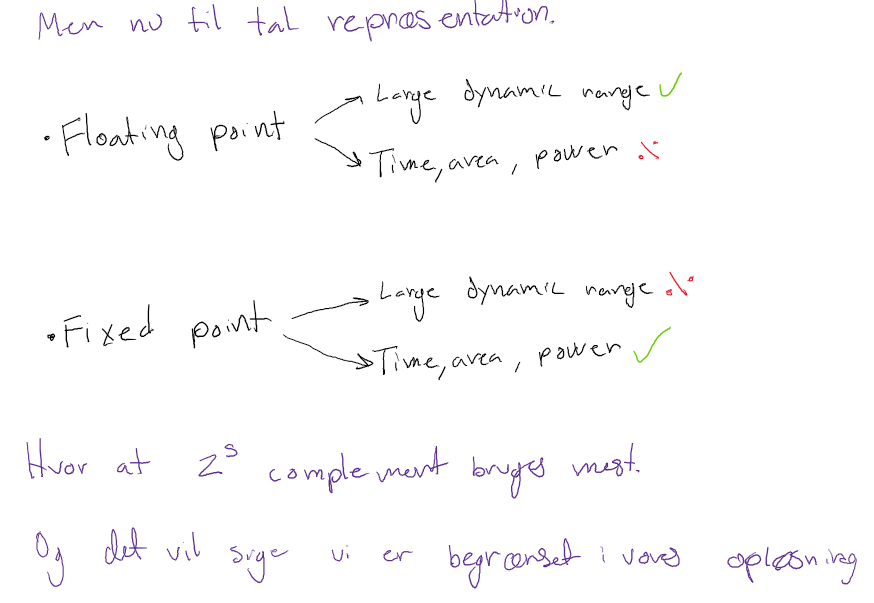 Men nu til tal repræsentation.
Large dynamic range ✓
• Floating point
Time, area, power ·/·
Large dynamic range ·/·
• Fixed point
Time, area, power ✓
Hvor at 2^s complement bruges mest.
Og det vil sige vi er begrænset i vores opløsning